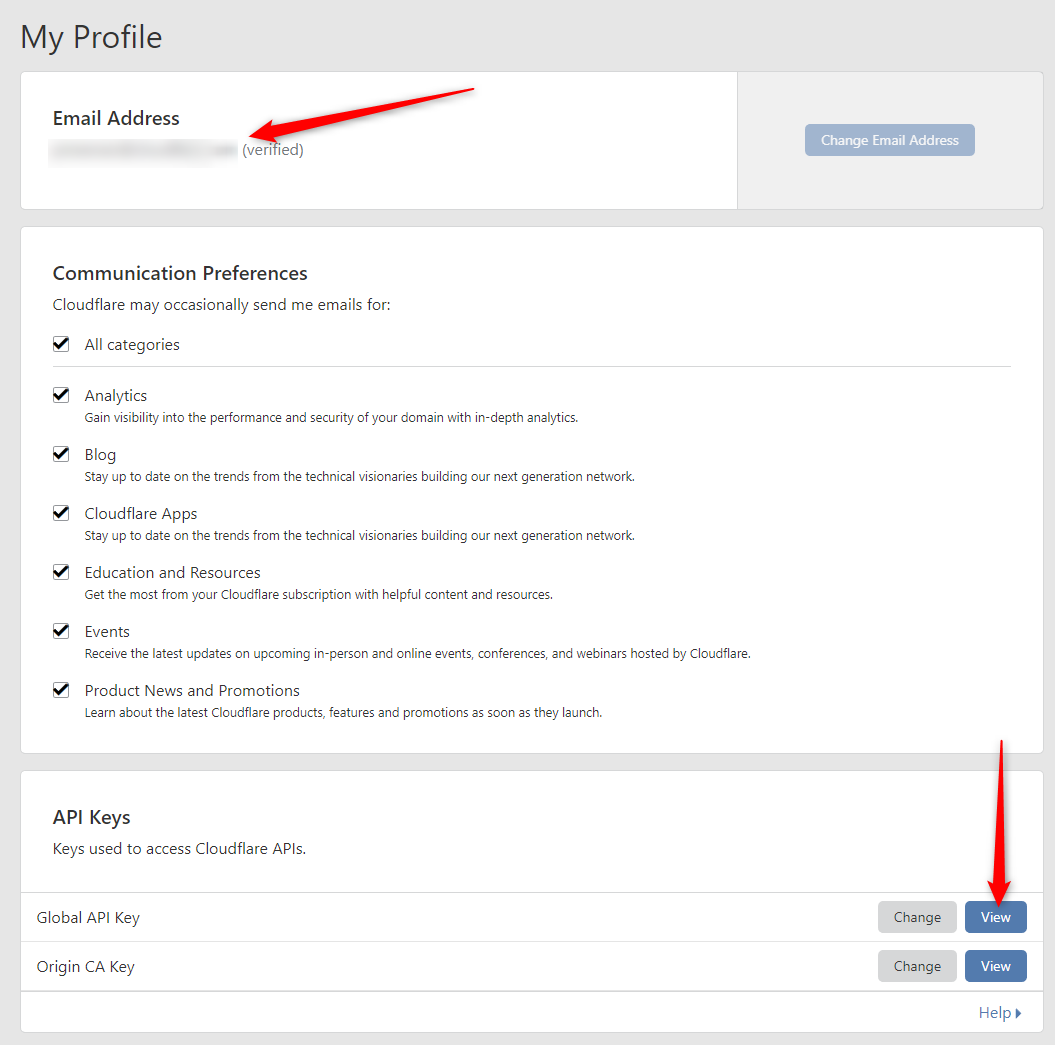 My Profile
Email Address
(verified)
Change Email Address
Communication Preferences
Cloudflare may occasionally send me emails for:
All categories
Analytics
Gain visibility into the performance and security of your domain with in-depth analytics.
Blog
Stay up to date on the trends from the technical visionaries building our next generation network.
Cloudflare Apps
Stay up to date on the trends from the technical visionaries building our next generation network.
Education and Resources
Get the most from your Cloudflare subscription with helpful content and resources.
Events
Receive the latest updates on upcoming in-person and online events, conferences, and webinars hosted by Cloudflare.
Product News and Promotions
Learn about the latest Cloudflare products, features and promotions as soon as they launch.
API Keys
Keys used to access Cloudflare APIs.
Global API Key Change View
Origin CA Key Change View
Help